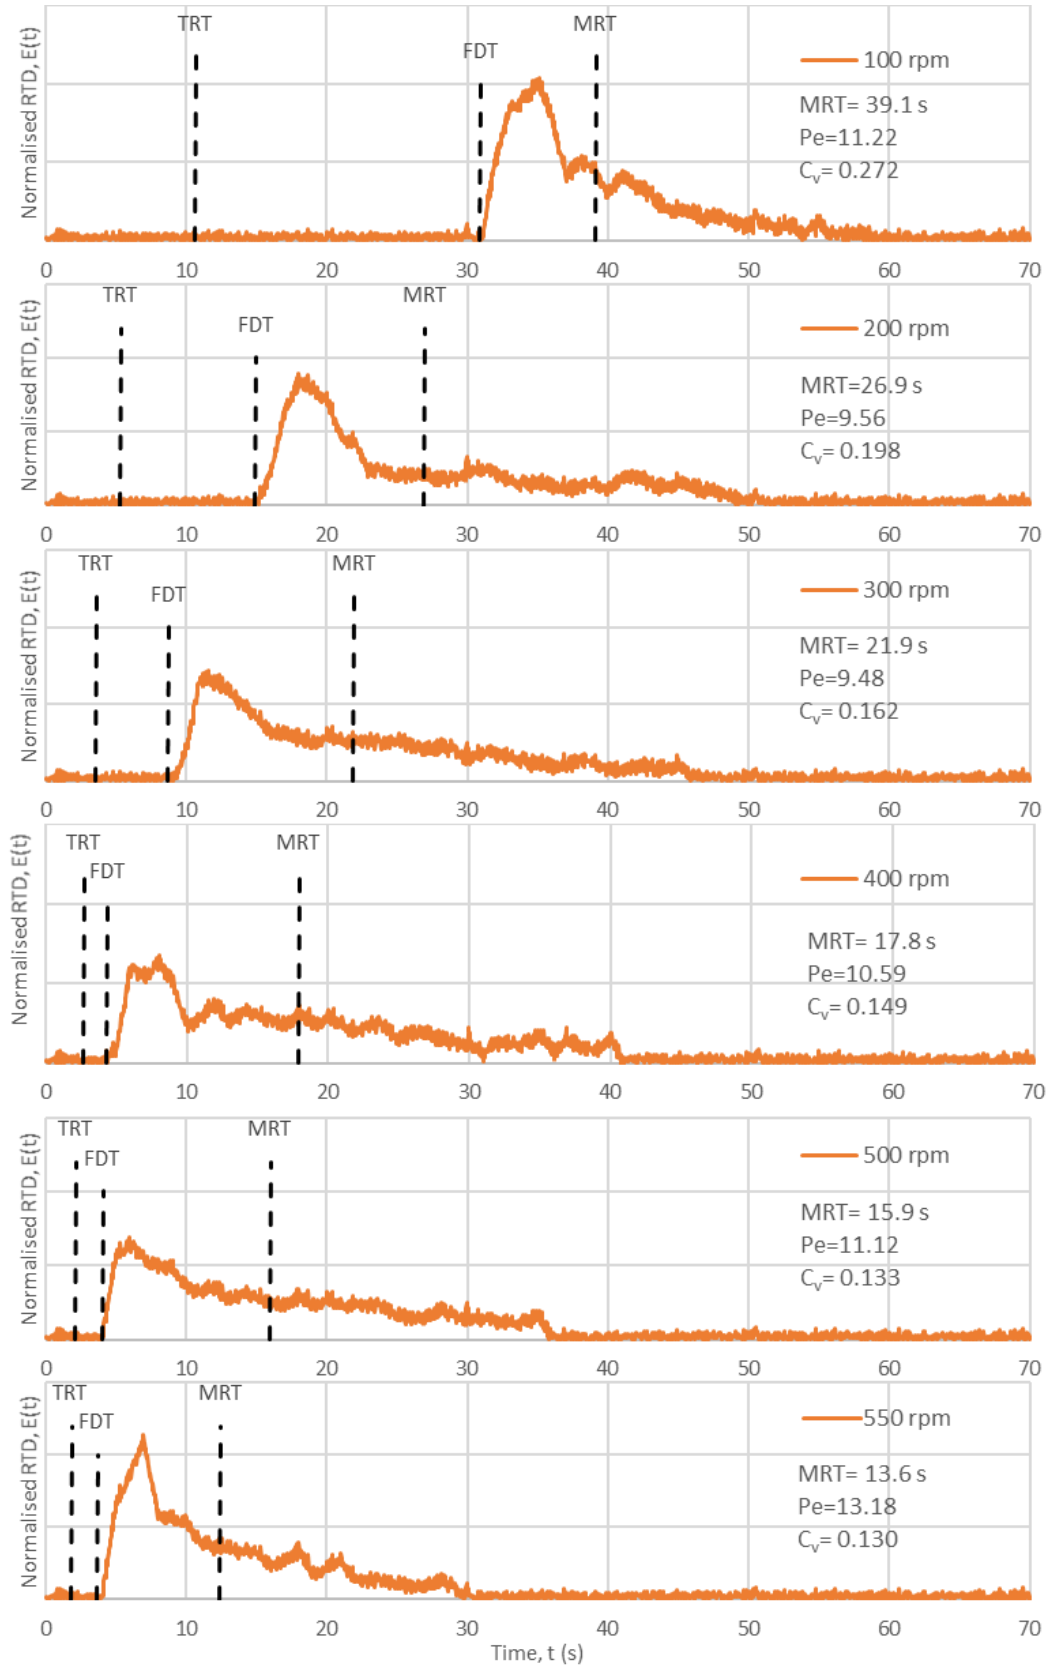 Normalised RTD, E(t)
TRT
FDT
MRT
100 rpm
MRT= 39.1 s
Pe=11.22
Cv= 0.272
0 10 20 30 40 50 60 70
Normalised RTD, E(t)
TRT
FDT
MRT
200 rpm
MRT=26.9 s
Pe=9.56
Cv= 0.198
0 10 20 30 40 50 60 70
Normalised RTD, E(t)
TRT
FDT
MRT
300 rpm
MRT= 21.9 s
Pe=9.48
Cv= 0.162
0 10 20 30 40 50 60 70
Normalised RTD, E(t)
TRT
FDT
MRT
400 rpm
MRT= 17.8 s
Pe=10.59
Cv= 0.149
0 10 20 30 40 50 60 70
Normalised RTD, E(t)
TRT
FDT
MRT
500 rpm
MRT= 15.9 s
Pe=11.12
Cv= 0.133
0 10 20 30 40 50 60 70
Normalised RTD, E(t)
TRT
FDT
MRT
550 rpm
MRT= 13.6 s
Pe=13.18
Cv= 0.130
0 10 20 30 40 50 60 70
Time, t (s)